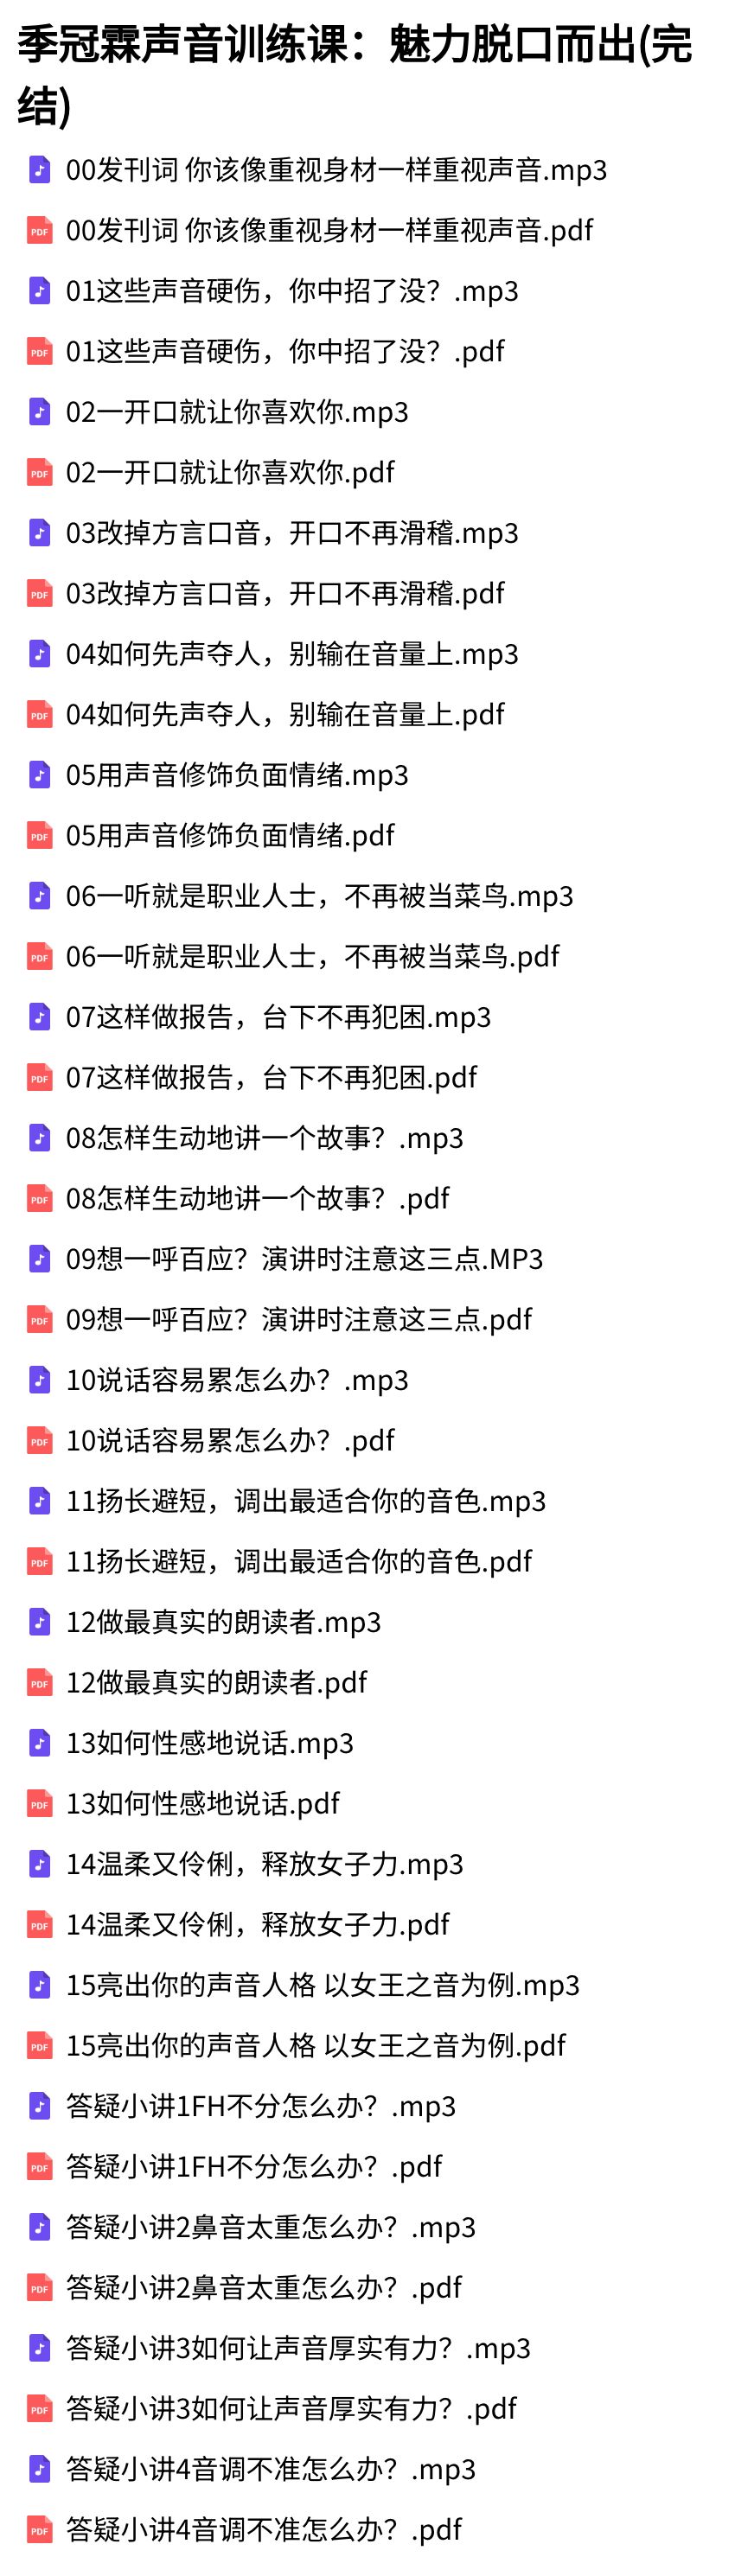 季冠霖声音训练课：魅力脱口而出(完
结)
00发刊词 你该像重视身材一样重视声音.mp3
PDF 00发刊词 你该像重视身材一样重视声音.pdf
01这些声音硬伤，你中招了没？.mp3
PDF 01这些声音硬伤，你中招了没？.pdf
02一开口就让你喜欢你.mp3
PDF 02一开口就让你喜欢你.pdf
03改掉方言口音，开口不再滑稽.mp3
PDF 03改掉方言口音，开口不再滑稽.pdf
04如何先声夺人，别输在音量上.mp3
PDF 04如何先声夺人，别输在音量上.pdf
05用声音修饰负面情绪.mp3
PDF 05用声音修饰负面情绪.pdf
06一听就是职业人士，不再被当菜鸟.mp3
PDF 06一听就是职业人士，不再被当菜鸟.pdf
07这样做报告，台下不再犯困.mp3
PDF 07这样做报告，台下不再犯困.pdf
08怎样生动地讲一个故事？.mp3
PDF 08怎样生动地讲一个故事？.pdf
09想一呼百应？演讲时注意这三点.MP3
PDF 09想一呼百应？演讲时注意这三点.pdf
10说话容易累怎么办？.mp3
PDF 10说话容易累怎么办？.pdf
11扬长避短，调出最适合你的音色.mp3
PDF 11扬长避短，调出最适合你的音色.pdf
12做最真实的朗读者.mp3
PDF 12做最真实的朗读者.pdf
13如何性感地说话.mp3
PDF 13如何性感地说话.pdf
14温柔又伶俐，释放女子力.mp3
PDF 14温柔又伶俐，释放女子力.pdf
15亮出你的声音人格 以女王之音为例.mp3
PDF 15亮出你的声音人格 以女王之音为例.pdf
答疑小讲1FH不分怎么办？.mp3
PDF 答疑小讲1FH不分怎么办？.pdf
答疑小讲2鼻音太重怎么办？.mp3
PDF 答疑小讲2鼻音太重怎么办？.pdf
答疑小讲3如何让声音厚实有力？.mp3
PDF 答疑小讲3如何让声音厚实有力？.pdf
答疑小讲4音调不准怎么办？.mp3
PDF 答疑小讲4音调不准怎么办？.pdf